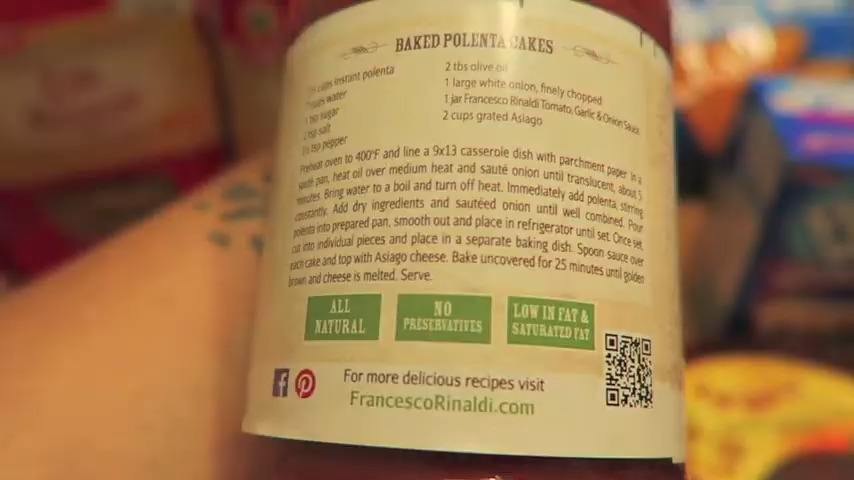 BAKED POLENTA CAKES
cups instant polenta
water
sugar
salt
tsp pepper
2 tbs olive oil
1 large white onion, finely chopped
1 jar Francesco Rinaldi Tomato, Garlic & Onion Sauce
2 cups grated Asiago
Preheat oven to 400°F and line a 9x13 casserole dish with parchment paper. In a
sauté pan, heat oil over medium heat and sauté onion until translucent, about 5
minutes. Bring water to a boil and turn off heat. Immediately add polenta, stirring
constantly. Add dry ingredients and sautéed onion until well combined. Pour
polenta into prepared pan, smooth out and place in refrigerator until set. Once set,
cut into individual pieces and place in a separate baking dish. Spoon sauce over
each cake and top with Asiago cheese. Bake uncovered for 25 minutes until golden
brown and cheese is melted. Serve.
ALL
NATURAL
NO
PRESERVATIVES
LOW IN FAT &
SATURATED FAT
For more delicious recipes visit
FrancescoRinaldi.com